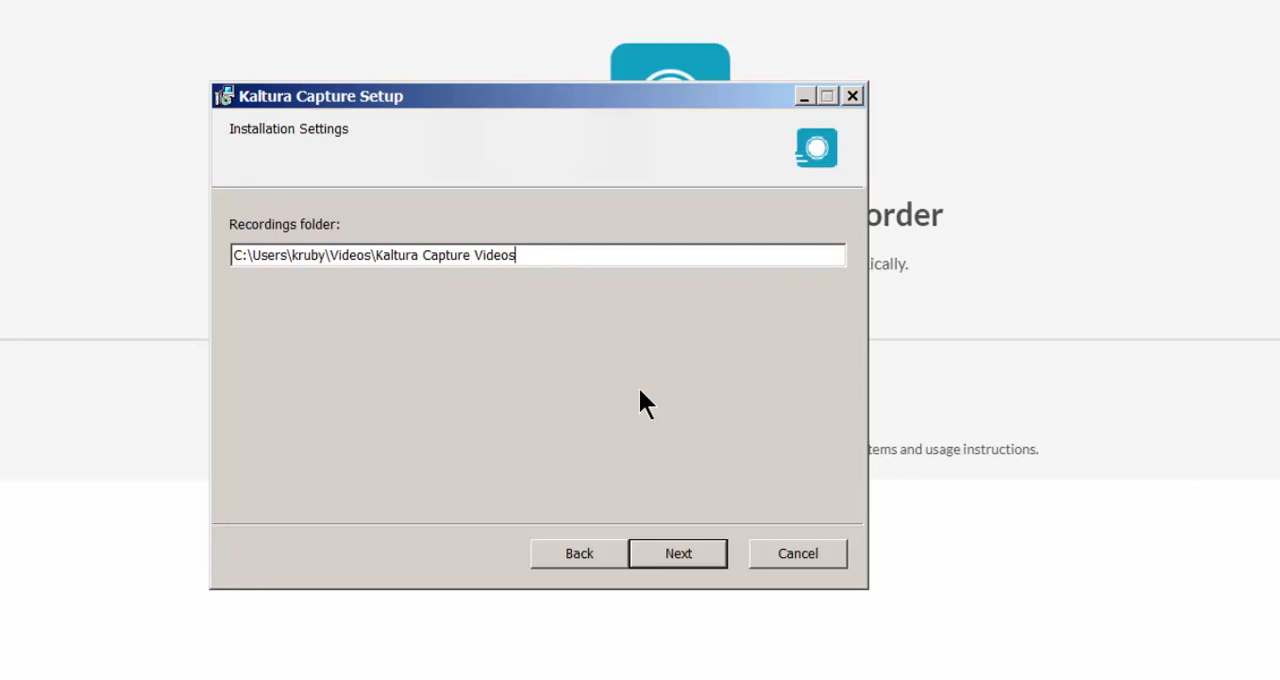 Kaltura Capture Setup
Installation Settings
Recordings folder:
C:\Users\kruby\Videos\Kaltura Capture Videos
order
ically.
tems and usage instructions.
Back
Next
Cancel